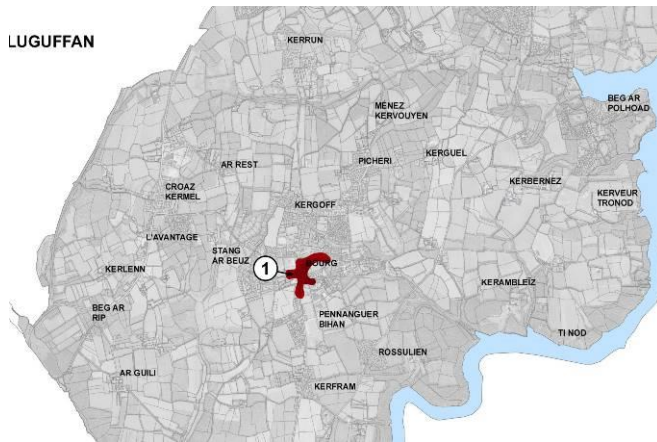 LUGUFFAN
KERRUN
BEG AR
POLHOAD
MÉNEZ
KERVOUYEN
KERGUEL
PICHERI
AR REST
KERBERNEZ
CROAZ
KERMEL
KERVEUR
TRONOD
KERGOFF
L'AVANTAGE
STANG
AR BEUZ
BOURG
1
KERLENN
KERAMBLEIZ
BEG AR
RIP
PENNANGUER
BIHAN
TI NOD
ROSSULIEN
AR GUILI
KERFRAM